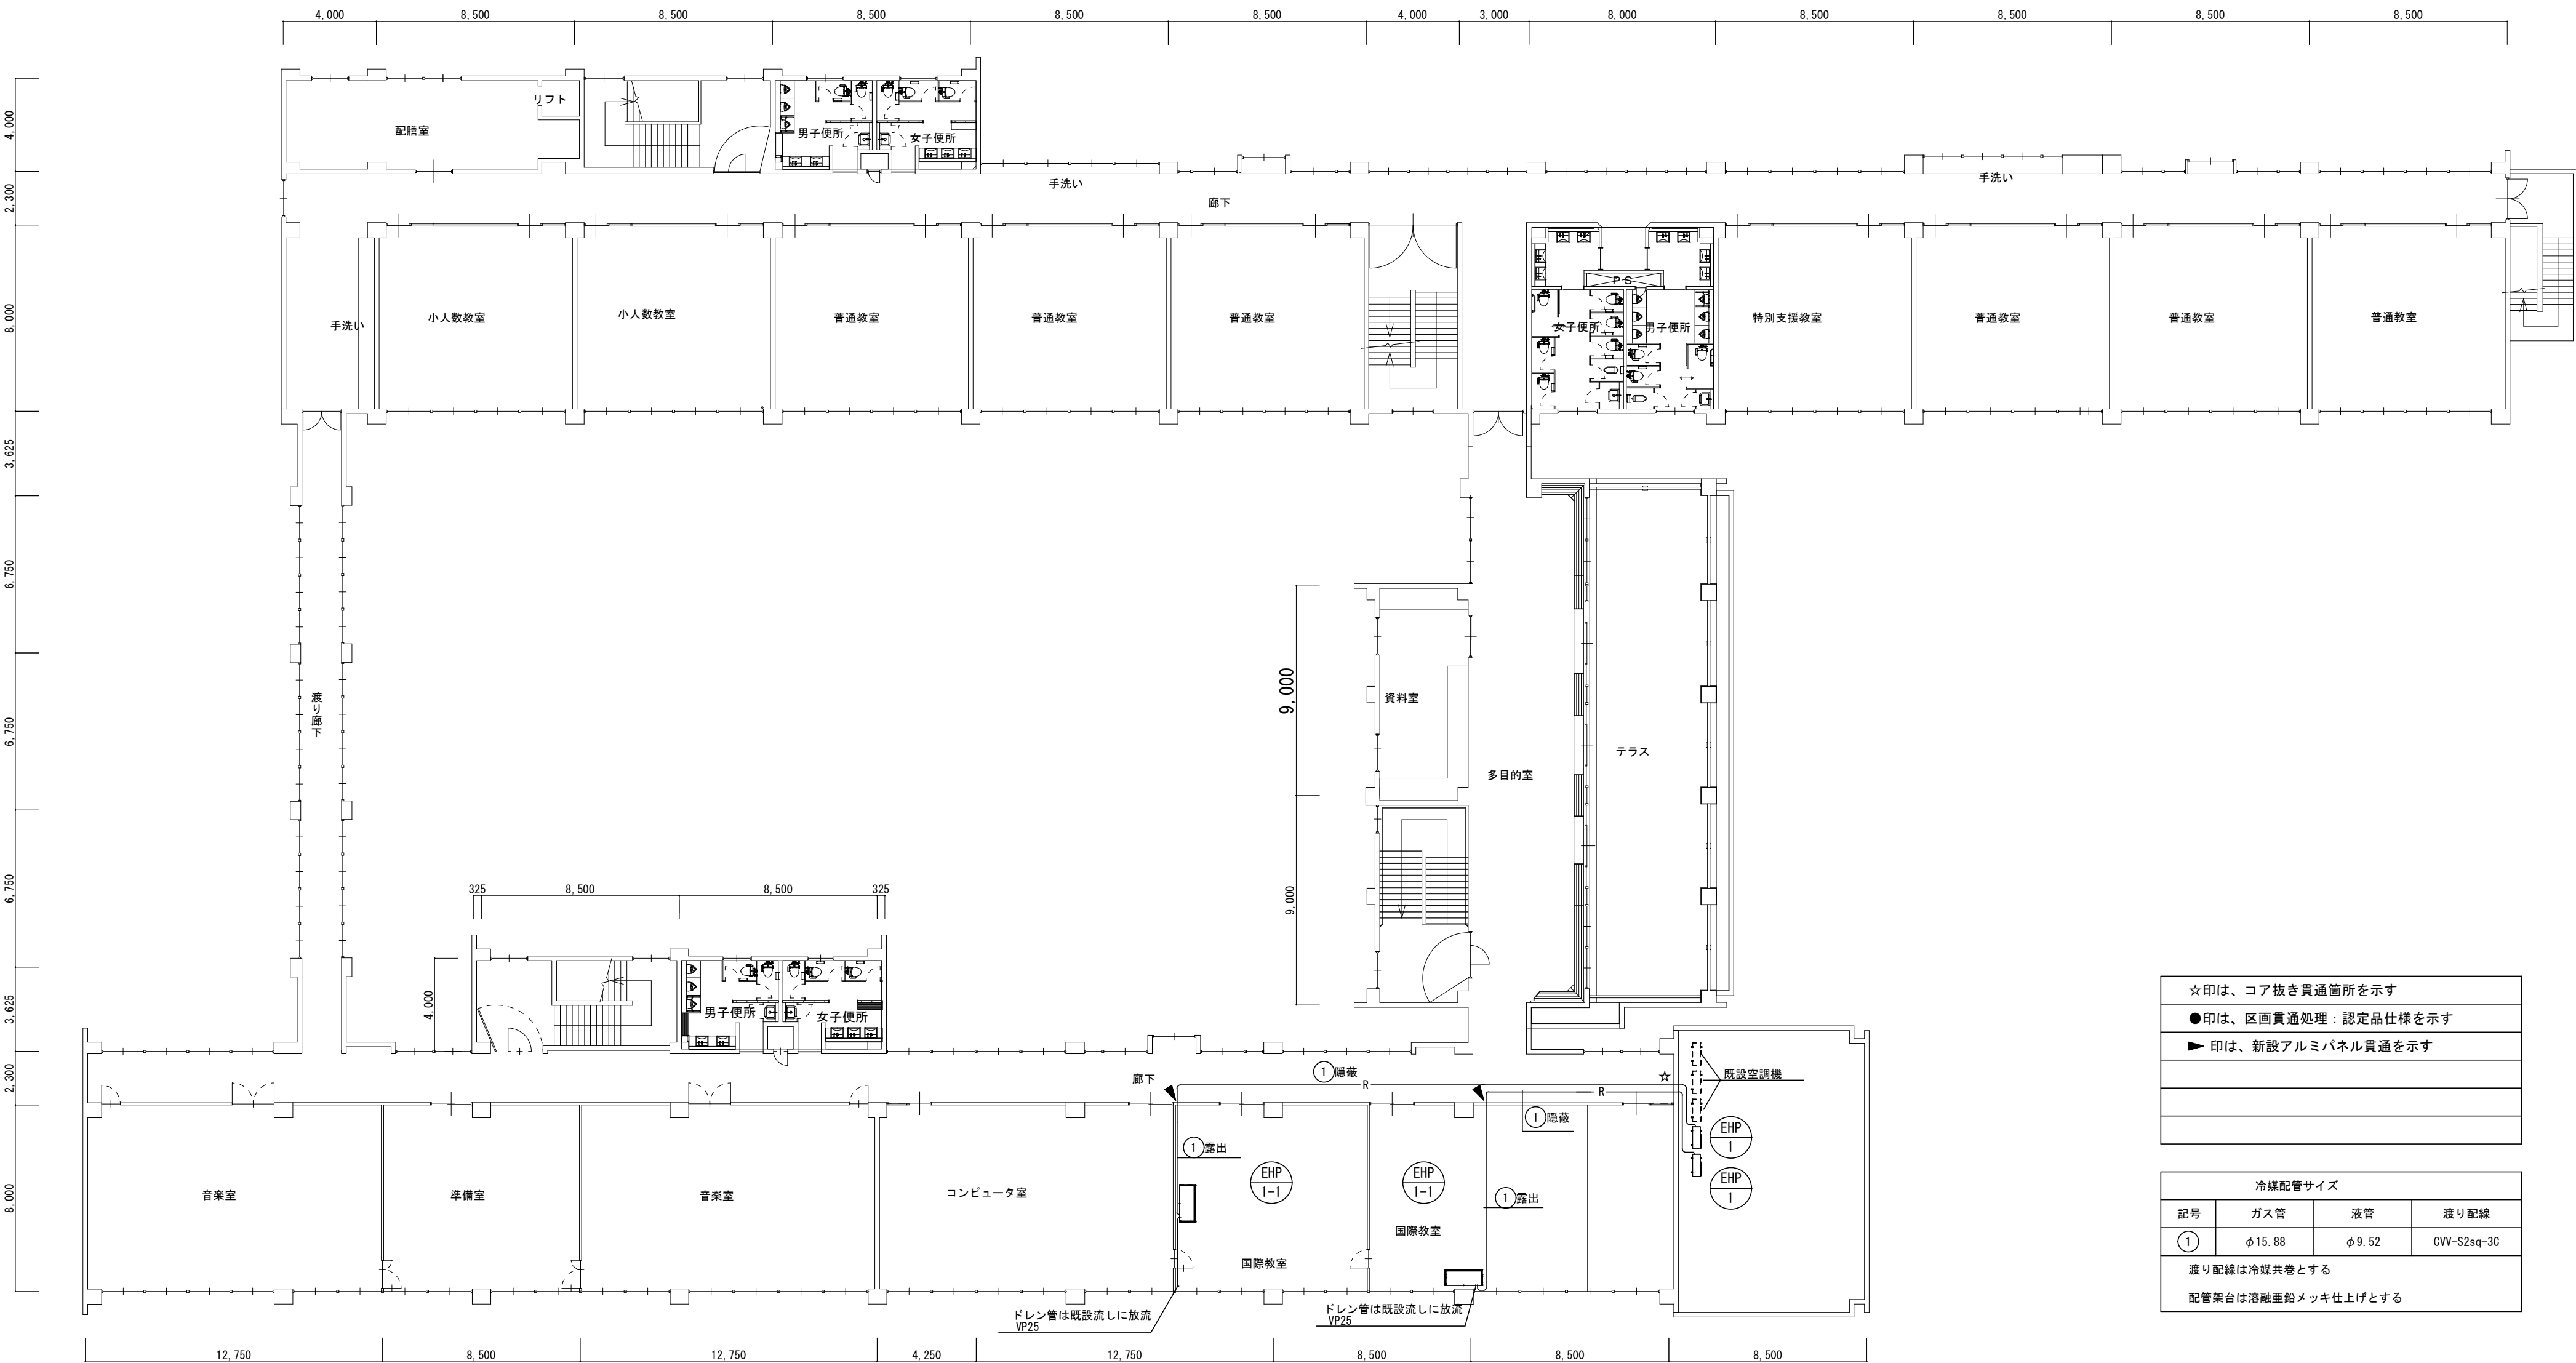 4,000 8,500 8,500 8,500 8,500 8,500 4,000 3,000 8,000 8,500 8,500 8,500 8,500
4,000
2,300
8,000
3,625
6,750
6,750
6,750
3,625
2,300
8,000
リフト
配膳室
男子便所
女子便所
手洗い
手洗い
廊下
手洗い
小人数教室
小人数教室
普通教室
普通教室
普通教室
P・S
女子便所
男子便所
特別支援教室
普通教室
普通教室
普通教室
渡り廊下
9,000
資料室
多目的室
テラス
9,000
325 8,500 8,500 325
4,000
男子便所
女子便所
廊下
①隠蔽
R
☆
R
①隠蔽
既設空調機
EHP
1
EHP
1
①露出
EHP
1-1
EHP
1-1
①露出
音楽室
準備室
音楽室
コンピュータ室
国際教室
国際教室
ドレン管は既設流しに放流
VP25
ドレン管は既設流しに放流
VP25
12,750 8,500 12,750 4,250 12,750 8,500 8,500 8,500
☆印は、コア抜き貫通箇所を示す
●印は、区画貫通処理：認定品仕様を示す
▶ 印は、新設アルミパネル貫通を示す
冷媒配管サイズ
記号 ガス管 液管 渡り配線
① φ15.88 φ9.52 CVV-S2sq-3C
渡り配線は冷媒共巻とする
配管架台は溶融亜鉛メッキ仕上げとする